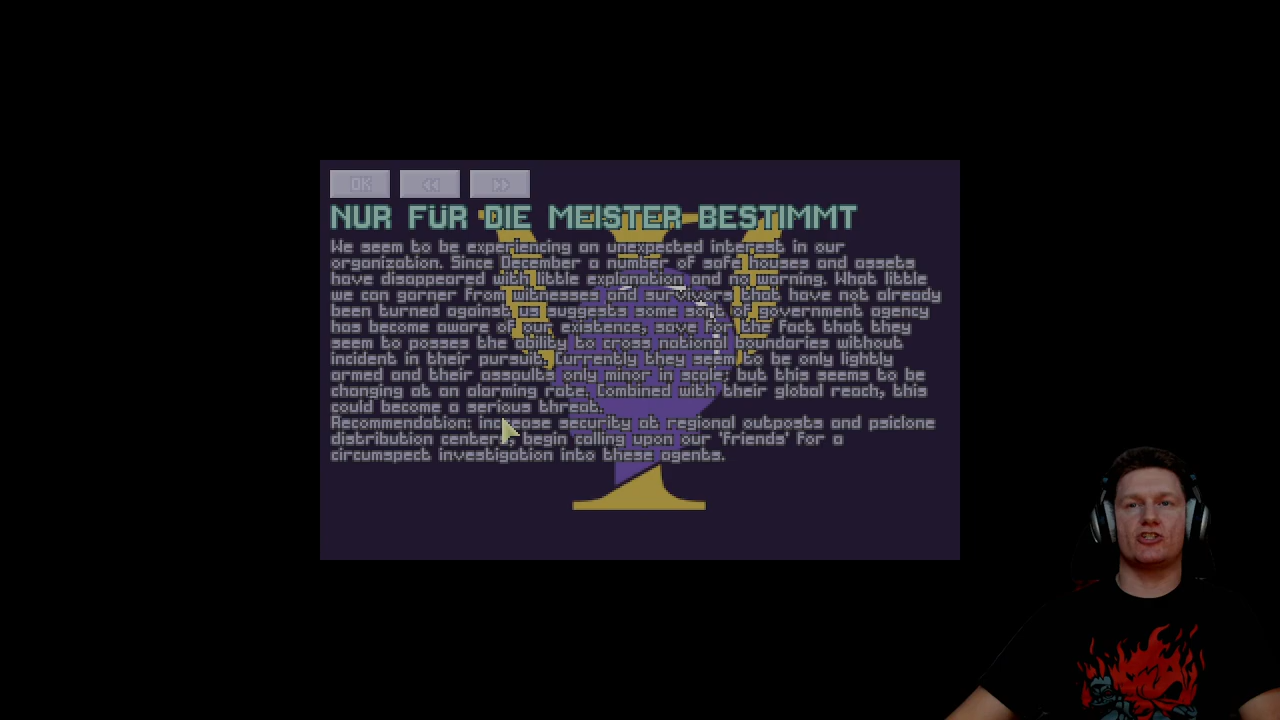 OK << >>
NUR FÜR DIE MEISTER BESTIMMT
We seem to be experiencing an unexpected interest in our
organization. Since December a number of safe houses and assets
have disappeared with little explanation and no warning. What little
we can garner from witnesses and survivors that have not already
been turned against us suggests some sort of government agency
has become aware of our existence, save for the fact that they
seem to posses the ability to cross national boundaries without
incident in their pursuit. Currently they seem to be only lightly
armed and their assaults only minor in scale; but this seems to be
changing at an alarming rate. Combined with their global reach, this
could become a serious threat.
Recommendation: increase security at regional outposts and psiclone
distribution centers, begin calling upon our 'friends' for a
circumspect investigation into these agents.